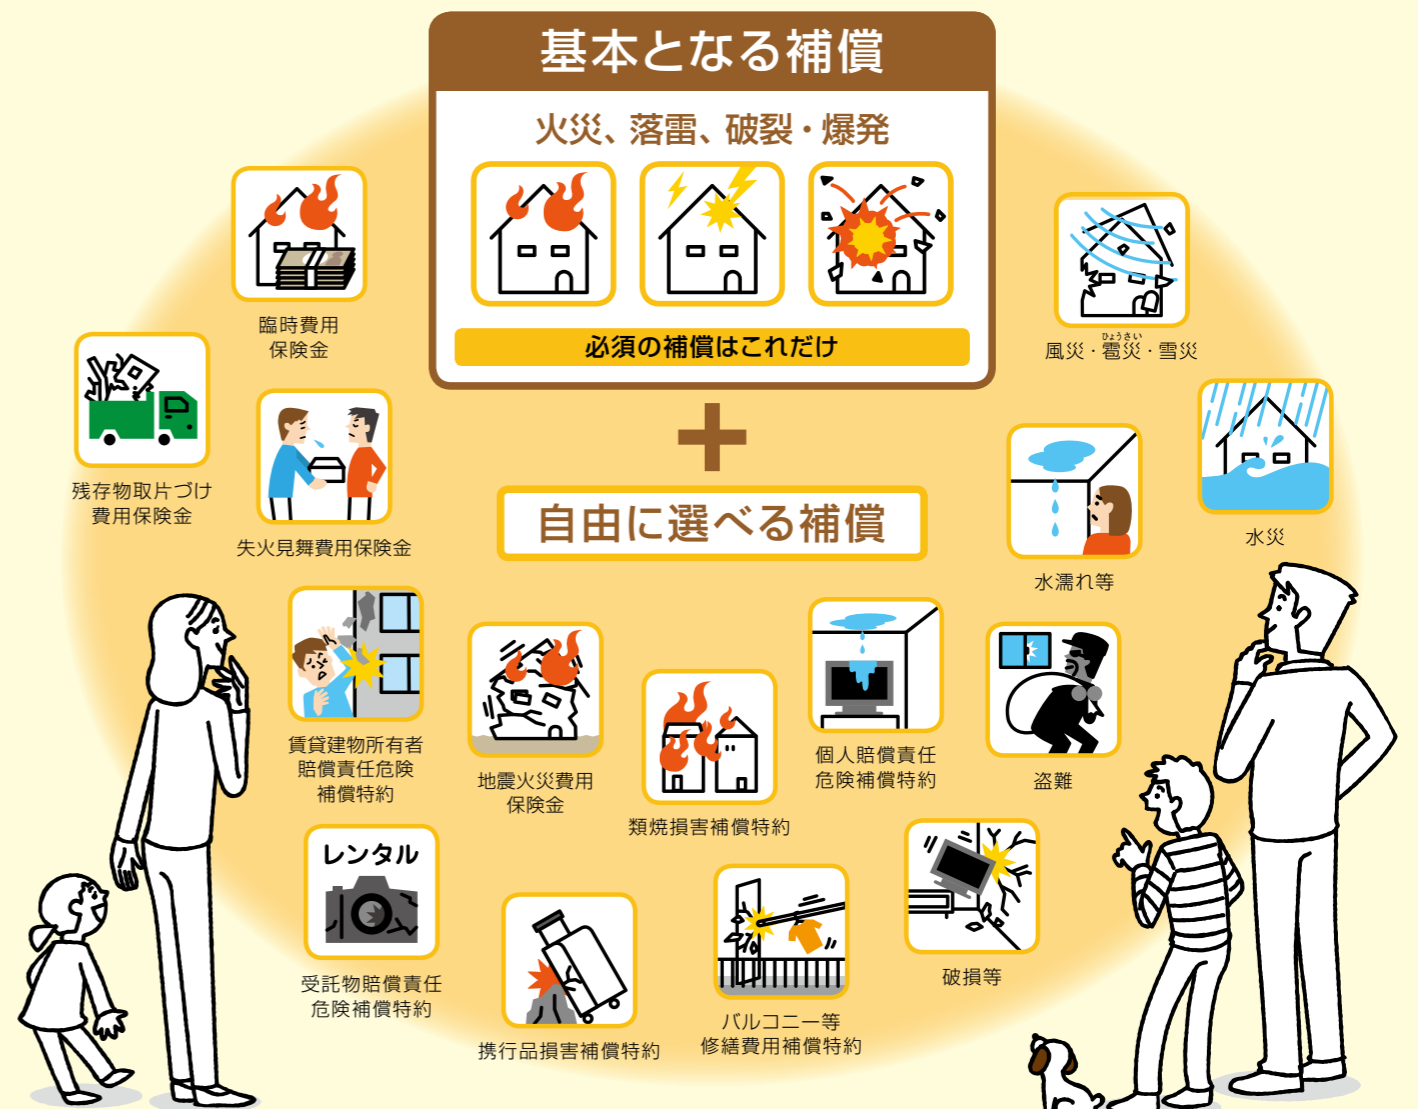 基本となる補償
火災、落雷、破裂・爆発
必須の補償はこれだけ
自由に選べる補償
臨時費用
保険金
残存物取片づけ
費用保険金
失火見舞費用保険金
賃貸建物所有者
賠償責任危険
補償特約
地震火災費用
保険金
類焼損害補償特約
個人賠償責任
危険補償特約
ひょうさい
風災・雹災・雪災
水災
水濡れ等
盗難
破損等
レンタル
受託物賠償責任
危険補償特約
携行品損害補償特約
バルコニー等
修繕費用補償特約